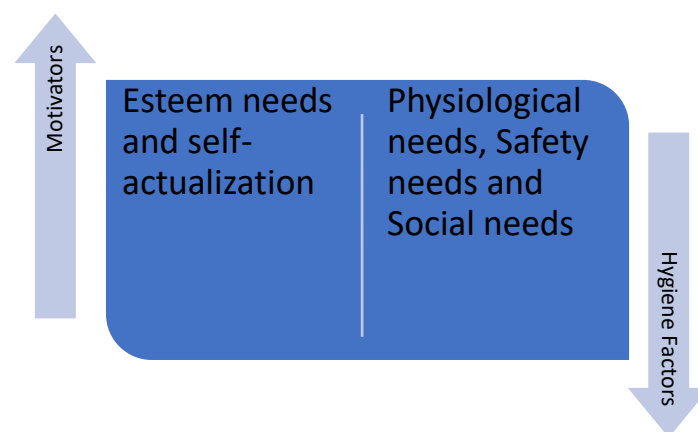 Motivators
Esteem needs
and self-
actualization
Physiological
needs, Safety
needs and
Social needs
Hygiene Factors